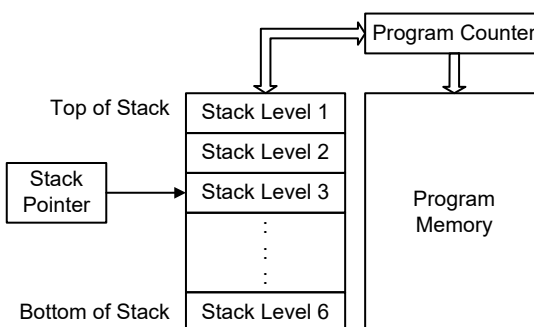 Program Counter
Top of Stack
Stack Level 1
Stack Level 2
Stack
Pointer
Stack Level 3
:
:
:
Program
Memory
Bottom of Stack
Stack Level 6